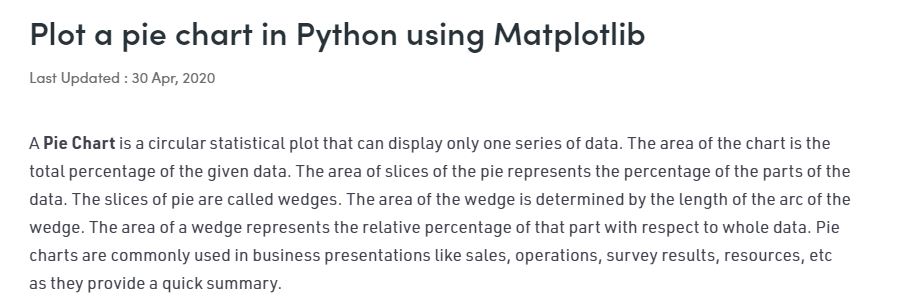 Plot a pie chart in Python using Matplotlib
Last Updated : 30 Apr, 2020
A Pie Chart is a circular statistical plot that can display only one series of data. The area of the chart is the
total percentage of the given data. The area of slices of the pie represents the percentage of the parts of the
data. The slices of pie are called wedges. The area of the wedge is determined by the length of the arc of the
wedge. The area of a wedge represents the relative percentage of that part with respect to whole data. Pie
charts are commonly used in business presentations like sales, operations, survey results, resources, etc
as they provide a quick summary.